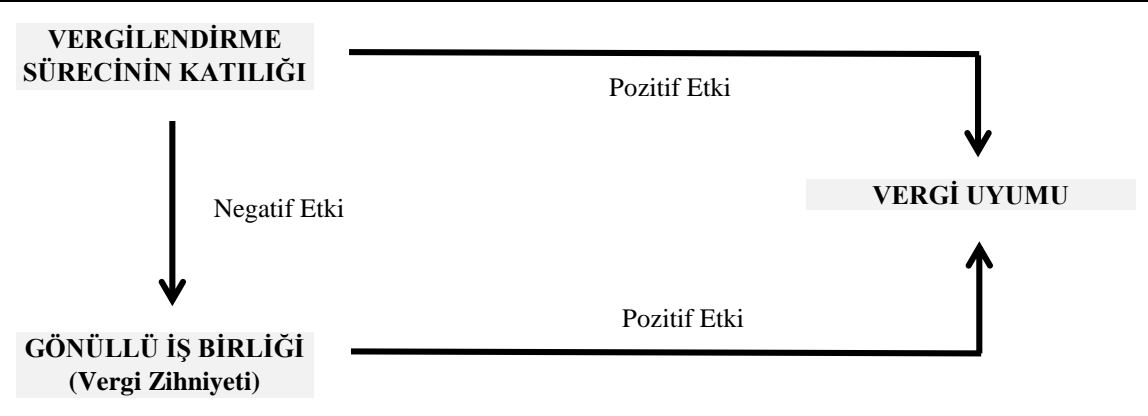 VERGİLENDİRME
SÜRECİNİN KATILIĞI
Pozitif Etki
VERGİ UYUMU
Negatif Etki
Pozitif Etki
GÖNÜLLÜ İŞ BİRLİĞİ
(Vergi Zihniyeti)